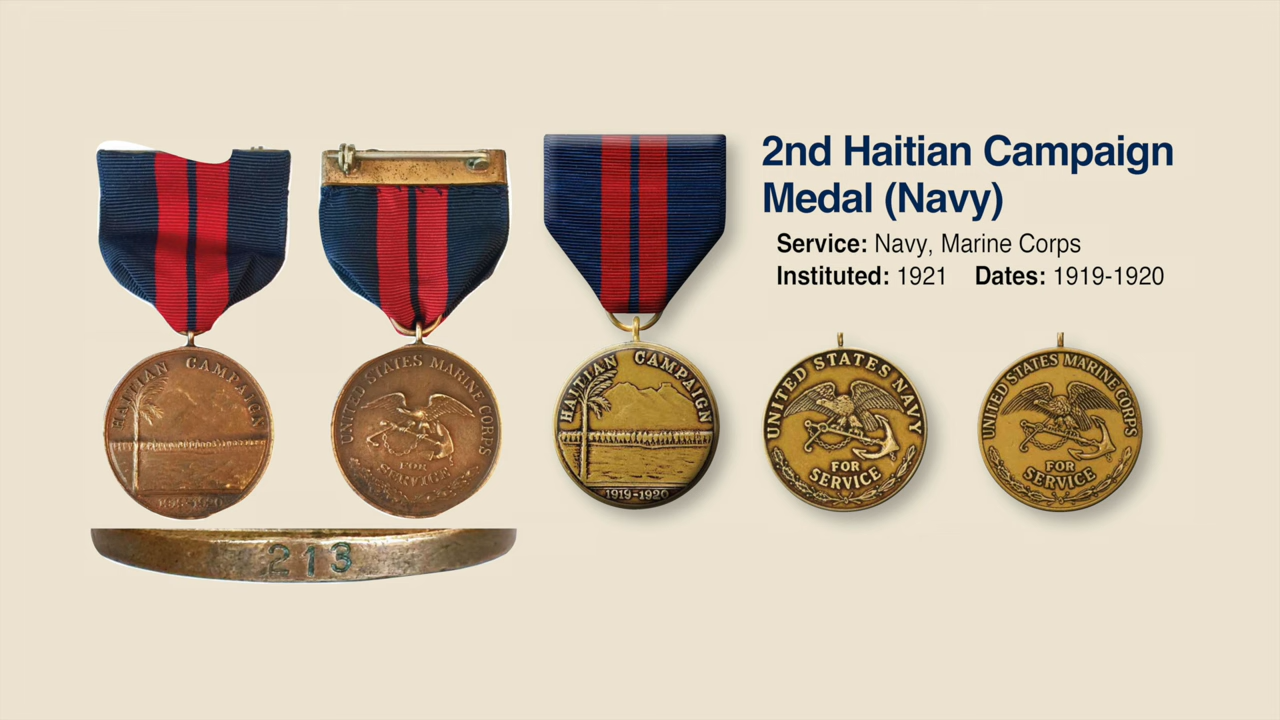 2nd Haitian Campaign
Medal (Navy)
Service: Navy, Marine Corps
Instituted: 1921 Dates: 1919-1920
HAITIAN CAMPAIGN
UNITED STATES MARINE CORPS
FOR
SERVICE
HAITIAN CAMPAIGN
1919-1920
UNITED STATES NAVY
FOR
SERVICE
UNITED STATES MARINE CORPS
FOR
SERVICE
213